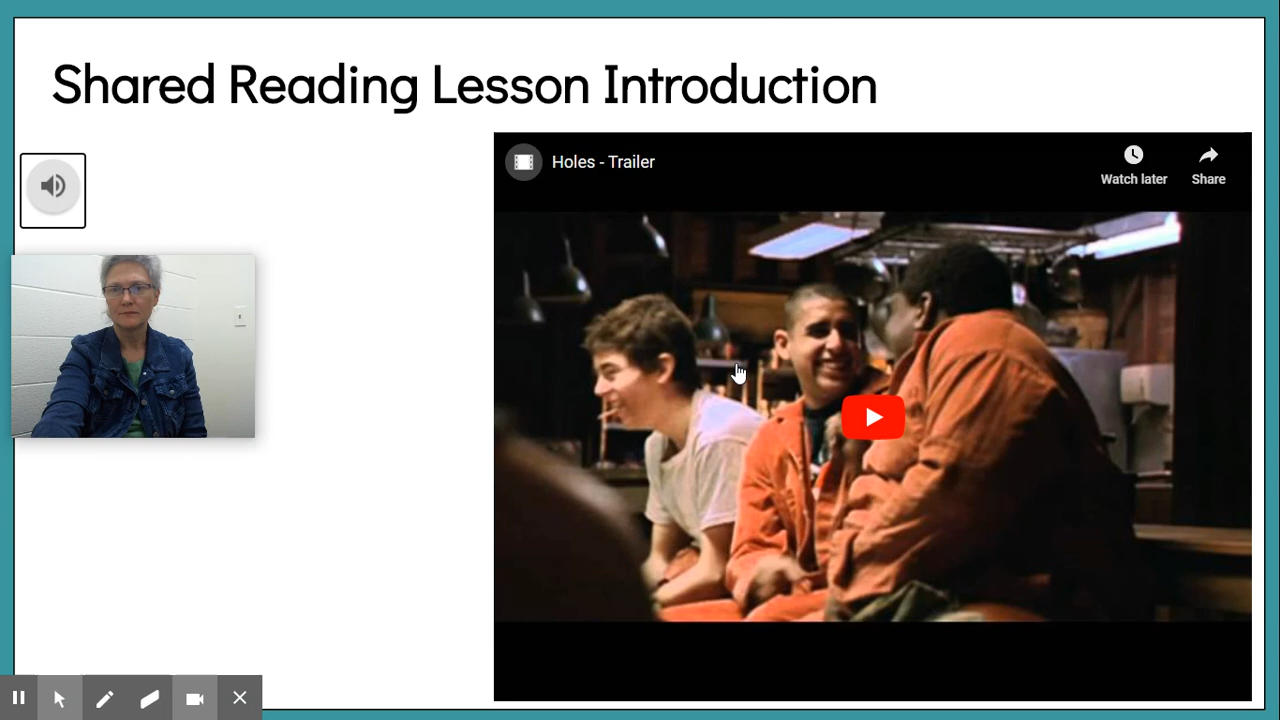 Shared Reading Lesson Introduction
Holes - Trailer
Watch later
Share